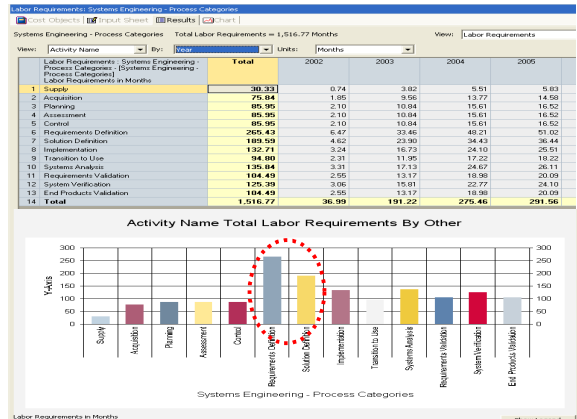 Labor Requirements: Systems Engineering - Process Categories
Cost Objects Input Sheet Results Chart
Systems Engineering - Process Categories Total Labor Requirements = 1,516.77 Months View: Labor Requirements
View: Activity Name By: Year Units: Months
Labor Requirements : Systems Engineering - Process Categories - [Systems Engineering - Process Categories] Labor Requirements in Months Total 2002 2003 2004 2005
1 Supply 30.33 0.74 3.82 5.51 5.83
2 Acquisition 75.84 1.85 9.56 13.77 14.58
3 Planning 85.95 2.10 10.84 15.61 16.52
4 Assessment 85.95 2.10 10.84 15.61 16.52
5 Control 85.95 2.10 10.84 15.61 16.52
6 Requirements Definition 265.43 6.47 33.46 48.21 51.02
7 Solution Definition 189.59 4.62 23.90 34.43 36.44
8 Implementation 132.71 3.24 16.73 24.10 25.51
9 Transition to Use 94.80 2.31 11.95 17.22 18.22
10 Systems Analysis 135.84 3.31 17.13 24.67 26.11
11 Requirements Validation 104.49 2.55 13.17 18.98 20.09
12 System Verification 125.39 3.06 15.81 22.77 24.10
13 End Products Validation 104.49 2.55 13.17 18.98 20.09
14 Total 1,516.77 36.99 191.22 275.46 291.56
Activity Name Total Labor Requirements By Other
300 300
250 250
200 200
150 150
100 100
50 50
0 0
Y-Axis
Supply
Acquisition
Planning
Assessment
Control
Requirements Definition
Solution Definition
Implementation
Transition to Use
Systems Analysis
Requirements Validation
System Verification
End Products Validation
Systems Engineering - Process Categories
Labor Requirements in Months